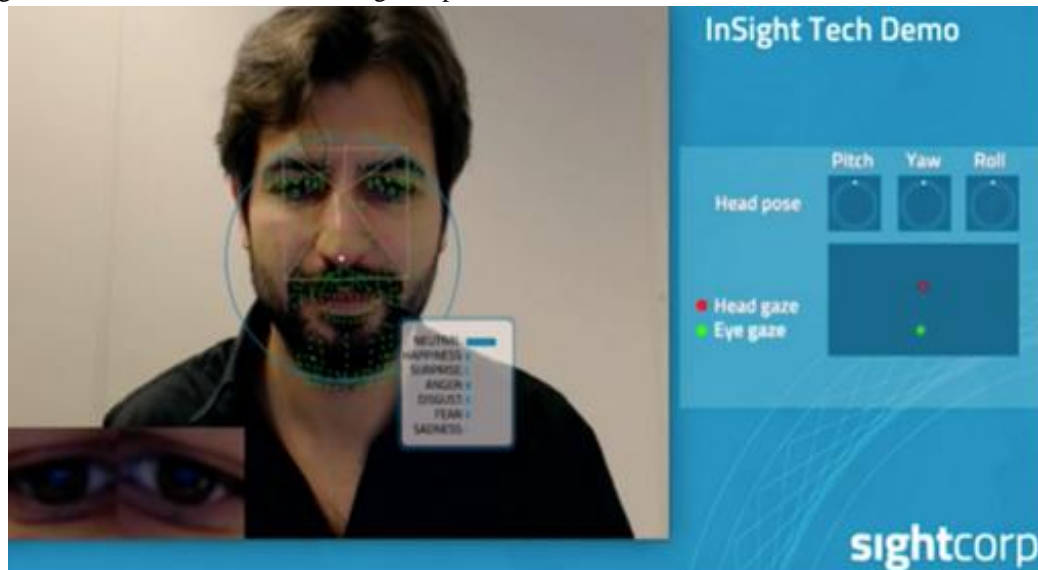 InSight Tech Demo
Pitch Yaw Roll
Head pose
Head gaze
Eye gaze
NEUTRAL
HAPPINESS
SURPRISE
ANGER
DISGUST
FEAR
SADNESS
sightcorp